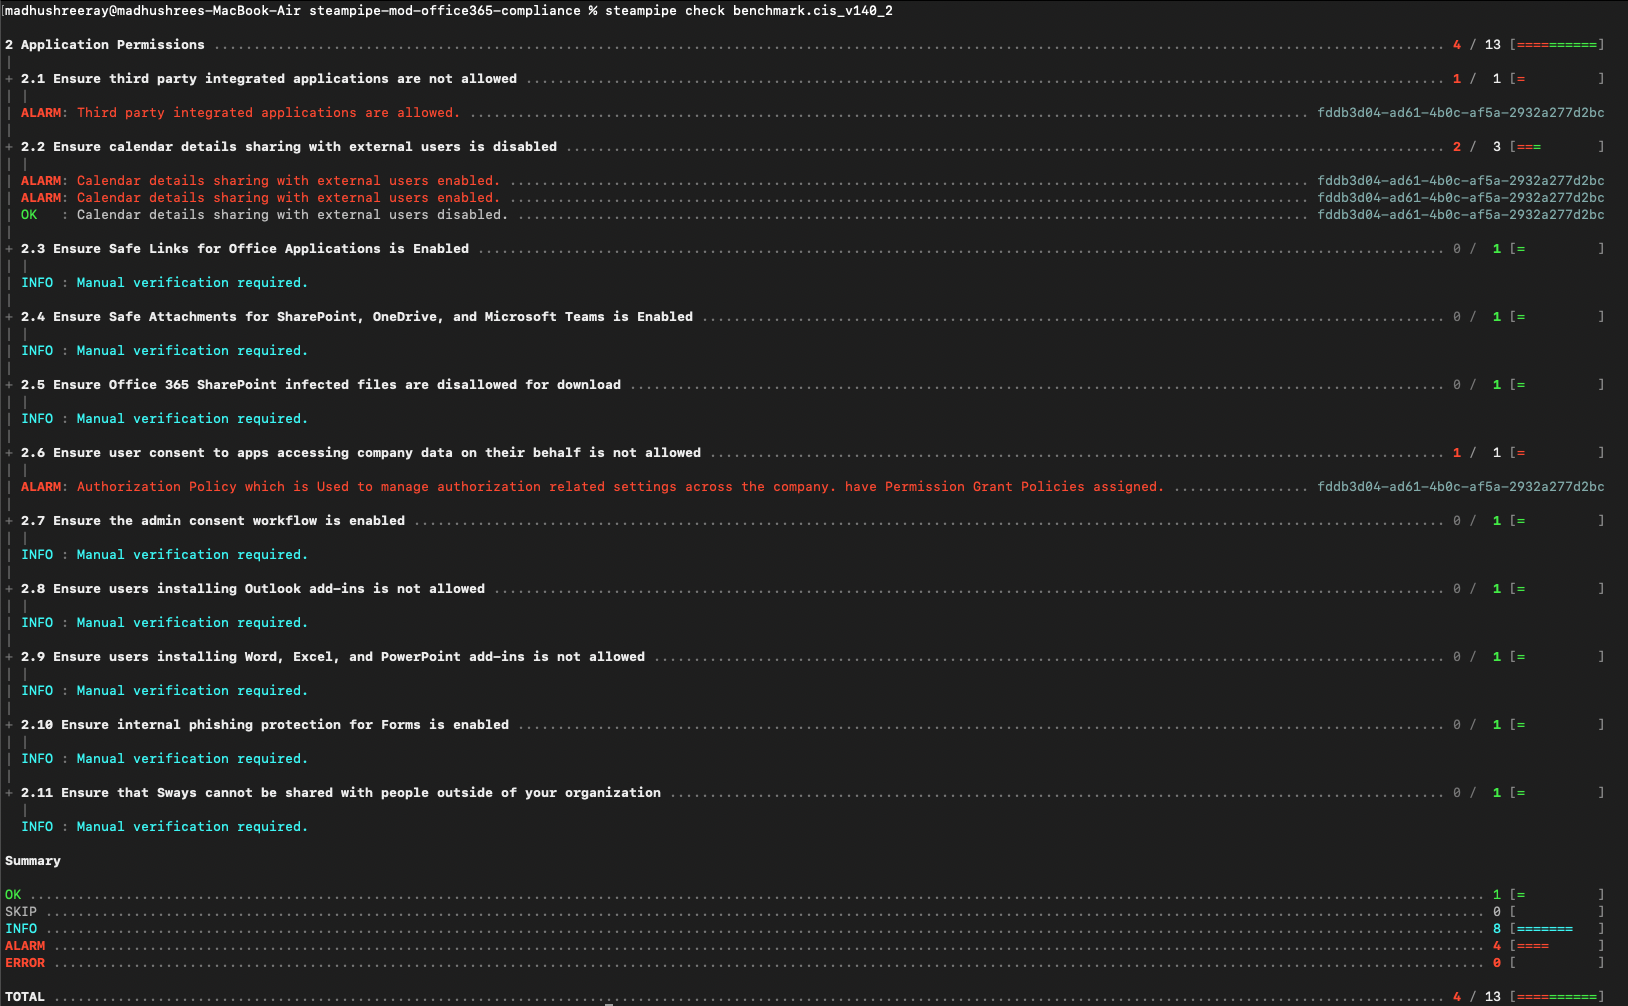 madhushreeray@madhushrees-MacBook-Air steampipe-mod-office365-compliance % steampipe check benchmark.cis_v140_2
2 Application Permissions ........ 4 / 13 [==========]
+ 2.1 Ensure third party integrated applications are not allowed ........ 1 / 1 [= ]
ALARM: Third party integrated applications are allowed. ........ fddb3d04-ad61-4b0c-af5a-2932a277d2bc
+ 2.2 Ensure calendar details sharing with external users is disabled ........ 2 / 3 [=== ]
ALARM: Calendar details sharing with external users enabled. ........ fddb3d04-ad61-4b0c-af5a-2932a277d2bc
ALARM: Calendar details sharing with external users enabled. ........ fddb3d04-ad61-4b0c-af5a-2932a277d2bc
OK : Calendar details sharing with external users disabled. ........ fddb3d04-ad61-4b0c-af5a-2932a277d2bc
+ 2.3 Ensure Safe Links for Office Applications is Enabled ........ 0 / 1 [= ]
INFO : Manual verification required.
+ 2.4 Ensure Safe Attachments for SharePoint, OneDrive, and Microsoft Teams is Enabled ........ 0 / 1 [= ]
INFO : Manual verification required.
+ 2.5 Ensure Office 365 SharePoint infected files are disallowed for download ........ 0 / 1 [= ]
INFO : Manual verification required.
+ 2.6 Ensure user consent to apps accessing company data on their behalf is not allowed ........ 1 / 1 [= ]
ALARM: Authorization Policy which is Used to manage authorization related settings across the company. have Permission Grant Policies assigned. ........ fddb3d04-ad61-4b0c-af5a-2932a277d2bc
+ 2.7 Ensure the admin consent workflow is enabled ........ 0 / 1 [= ]
INFO : Manual verification required.
+ 2.8 Ensure users installing Outlook add-ins is not allowed ........ 0 / 1 [= ]
INFO : Manual verification required.
+ 2.9 Ensure users installing Word, Excel, and PowerPoint add-ins is not allowed ........ 0 / 1 [= ]
INFO : Manual verification required.
+ 2.10 Ensure internal phishing protection for Forms is enabled ........ 0 / 1 [= ]
INFO : Manual verification required.
+ 2.11 Ensure that Sways cannot be shared with people outside of your organization ........ 0 / 1 [= ]
INFO : Manual verification required.
Summary
OK ........ 1 [= ]
SKIP ........ 0 [ ]
INFO ........ 8 [======= ]
ALARM ........ 4 [==== ]
ERROR ........ 0 [ ]
TOTAL ........ 4 / 13 [==========]